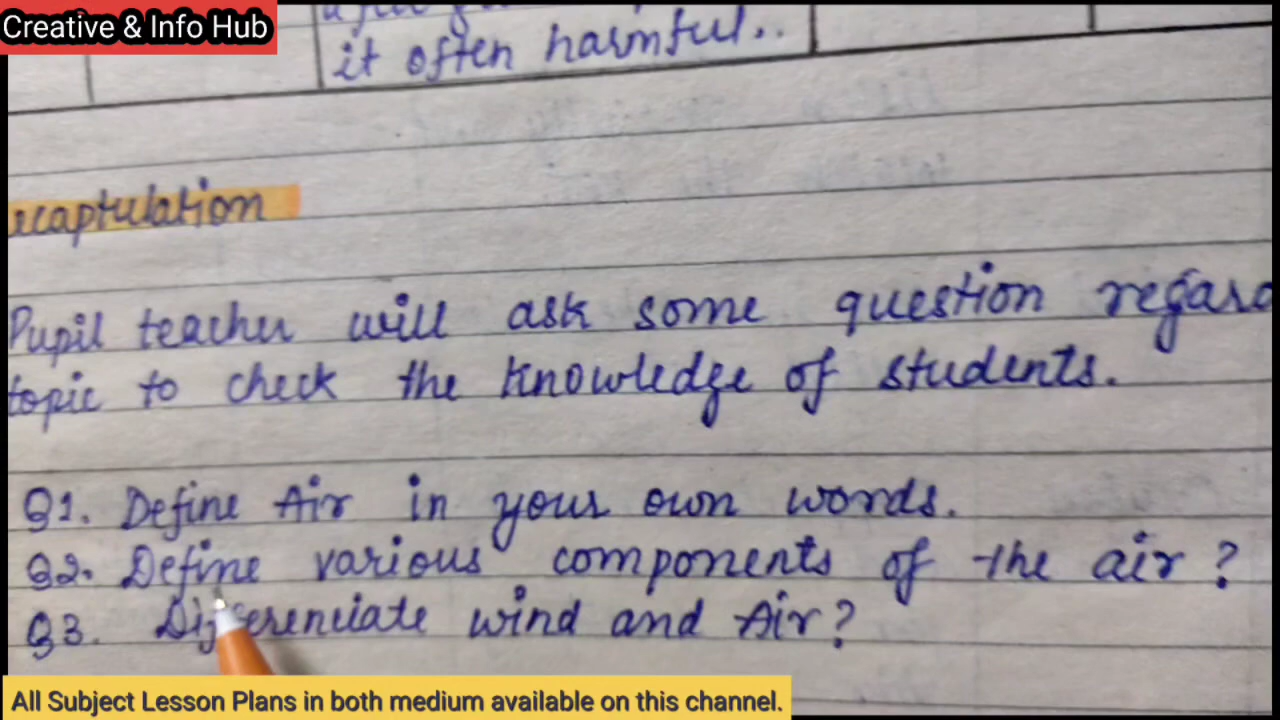 Creative & Info Hub
it often harmful..
ecaptulation
Pupil teacher will ask some question regard
topic to check the knowledge of students.
Q1. Define Air in your own words.
Q2. Define various components of the air?
Q3. Differenciate wind and Air?
All Subject Lesson Plans in both medium available on this channel.